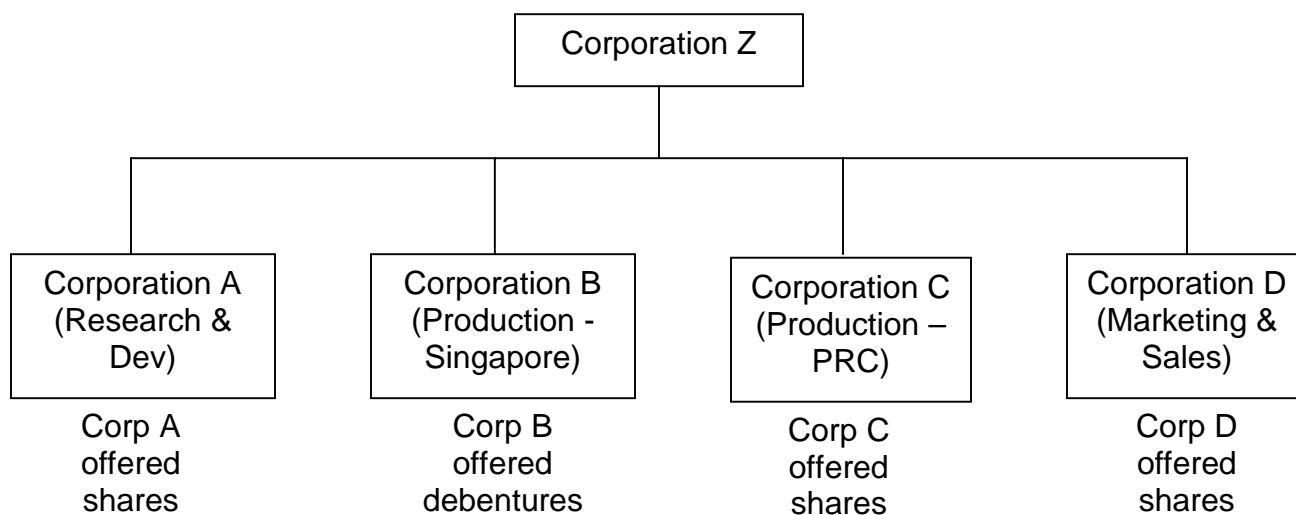 Corporation Z
Corporation A
(Research &
Dev)
Corporation B
(Production -
Singapore)
Corporation C
(Production –
PRC)
Corporation D
(Marketing &
Sales)
Corp A
offered
shares
Corp B
offered
debentures
Corp C
offered
shares
Corp D
offered
shares